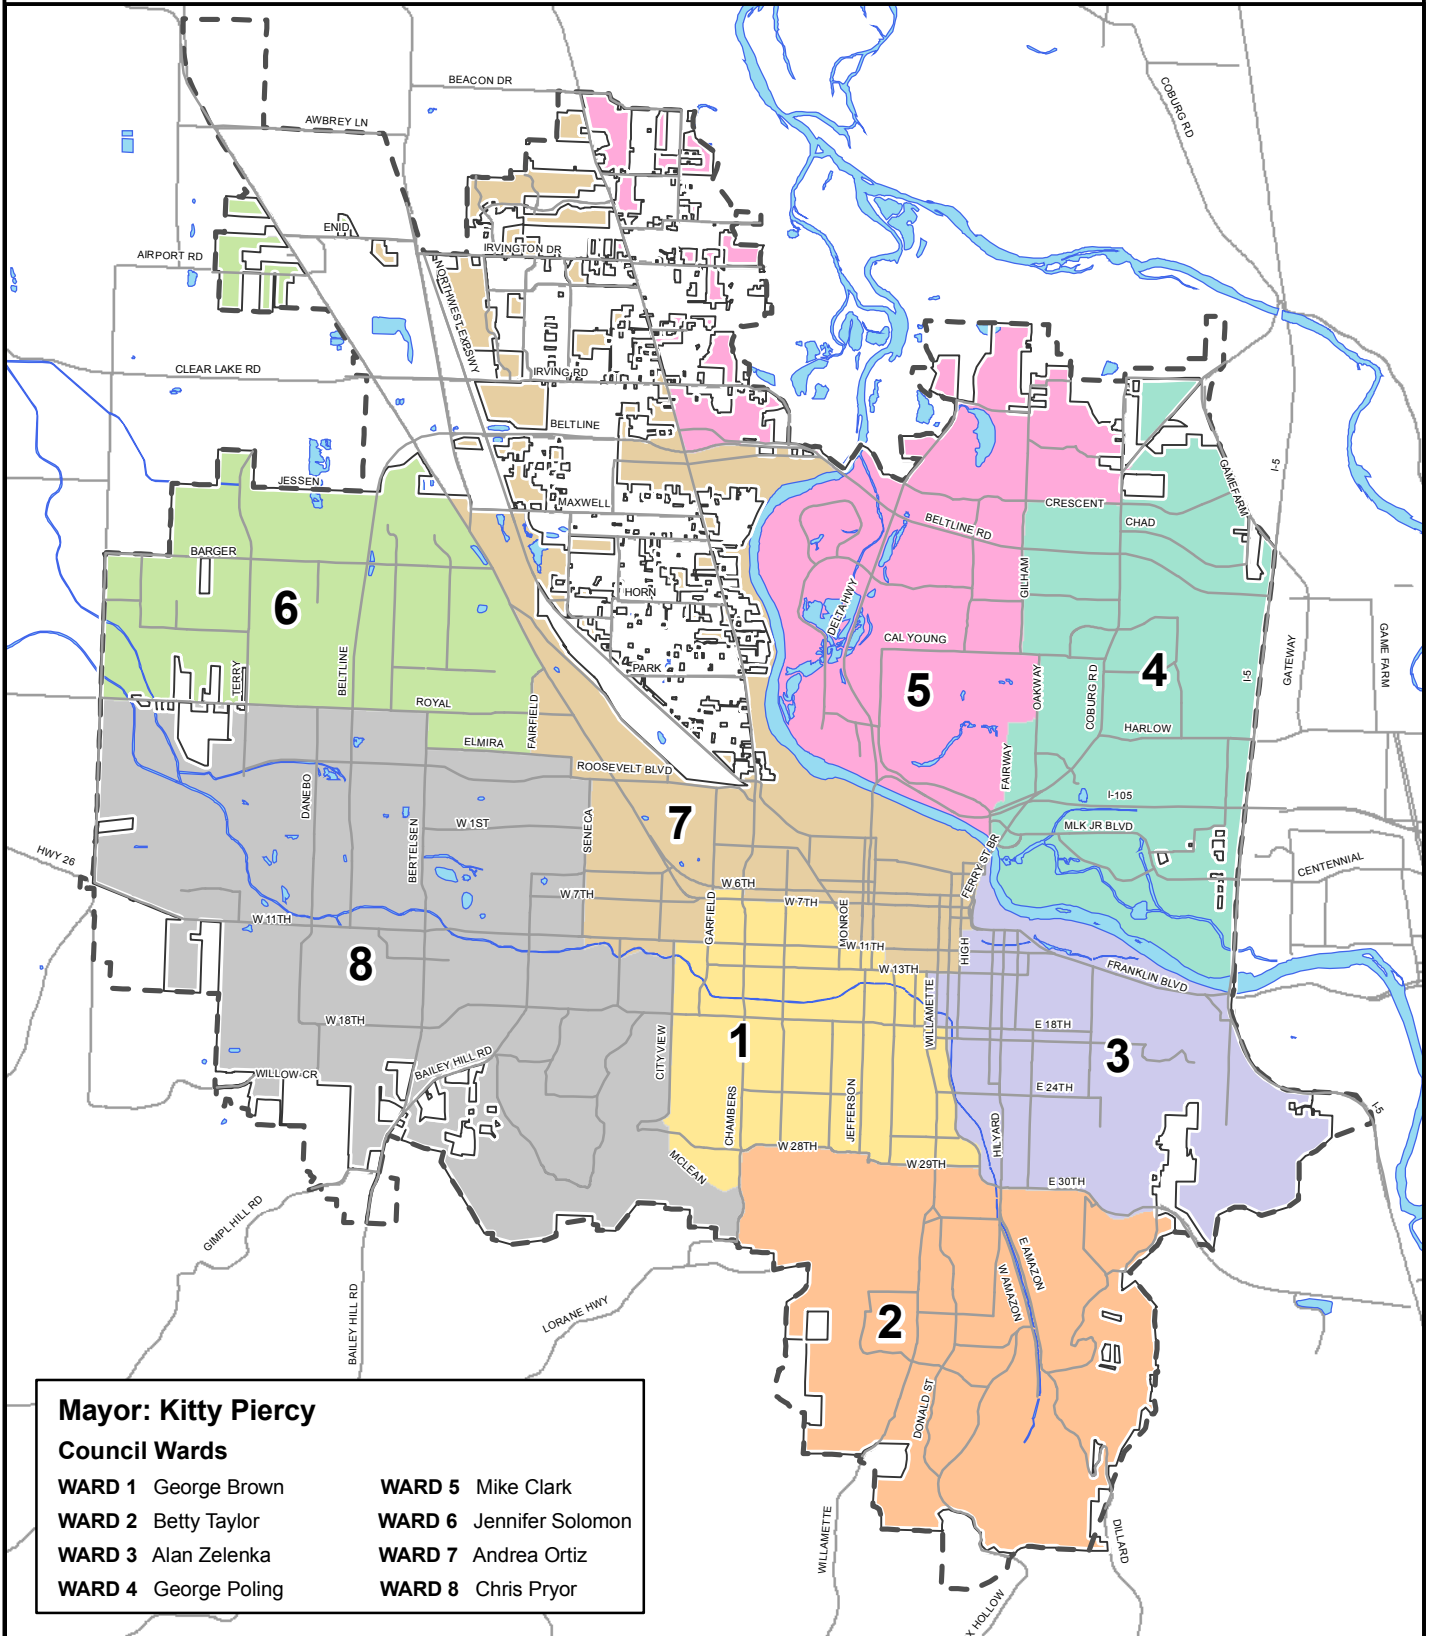 BEACON DR
COBURG RD
AWBREY LN
ENID
IRVINGTON DR
AIRPORT RD
NORTHWEST EXPSWY
CLEAR LAKE RD
IRVING RD
BELTLINE
GAMEFARM
I-5
JESSEN
MAXWELL
CRESCENT
CHAD
BELTLINE RD
BARGER
GILHAM
HORN
DELTA HWY
6
CAL YOUNG
GATEWAY
GAME FARM
PARK
TERRY
BELTLINE
5
OAKWAY
COBURG RD
4
I-5
ROYAL
FAIRFIELD
HARLOW
ELMIRA
ROOSEVELT BLVD
FAIRWAY
DANEBO
I-105
W 1ST
SENECA
7
MLK JR BLVD
BERTELSEN
HWY 26
FERRY ST BR
CENTENNIAL
W 6TH
W 7TH
W 7TH
GARFIELD
MONROE
W 11TH
W 11TH
HIGH
8
W 13TH
FRANKLIN BLVD
WILLAMETTE
W 18TH
E 18TH
1
3
CITY VIEW
BAILEY HILL RD
WILLOW CR
E 24TH
CHAMBERS
JEFFERSON
HILYARD
I-5
W 28TH
W 29TH
MCLEAN
E 30TH
GIMPL HILL RD
E AMAZON
W AMAZON
BAILEY HILL RD
LORANE HWY
2
DONALD ST
WILLAMETTE
DILLARD
X HOLLOW
Mayor: Kitty Piercy
Council Wards
WARD 1 George Brown
WARD 2 Betty Taylor
WARD 3 Alan Zelenka
WARD 4 George Poling
WARD 5 Mike Clark
WARD 6 Jennifer Solomon
WARD 7 Andrea Ortiz
WARD 8 Chris Pryor